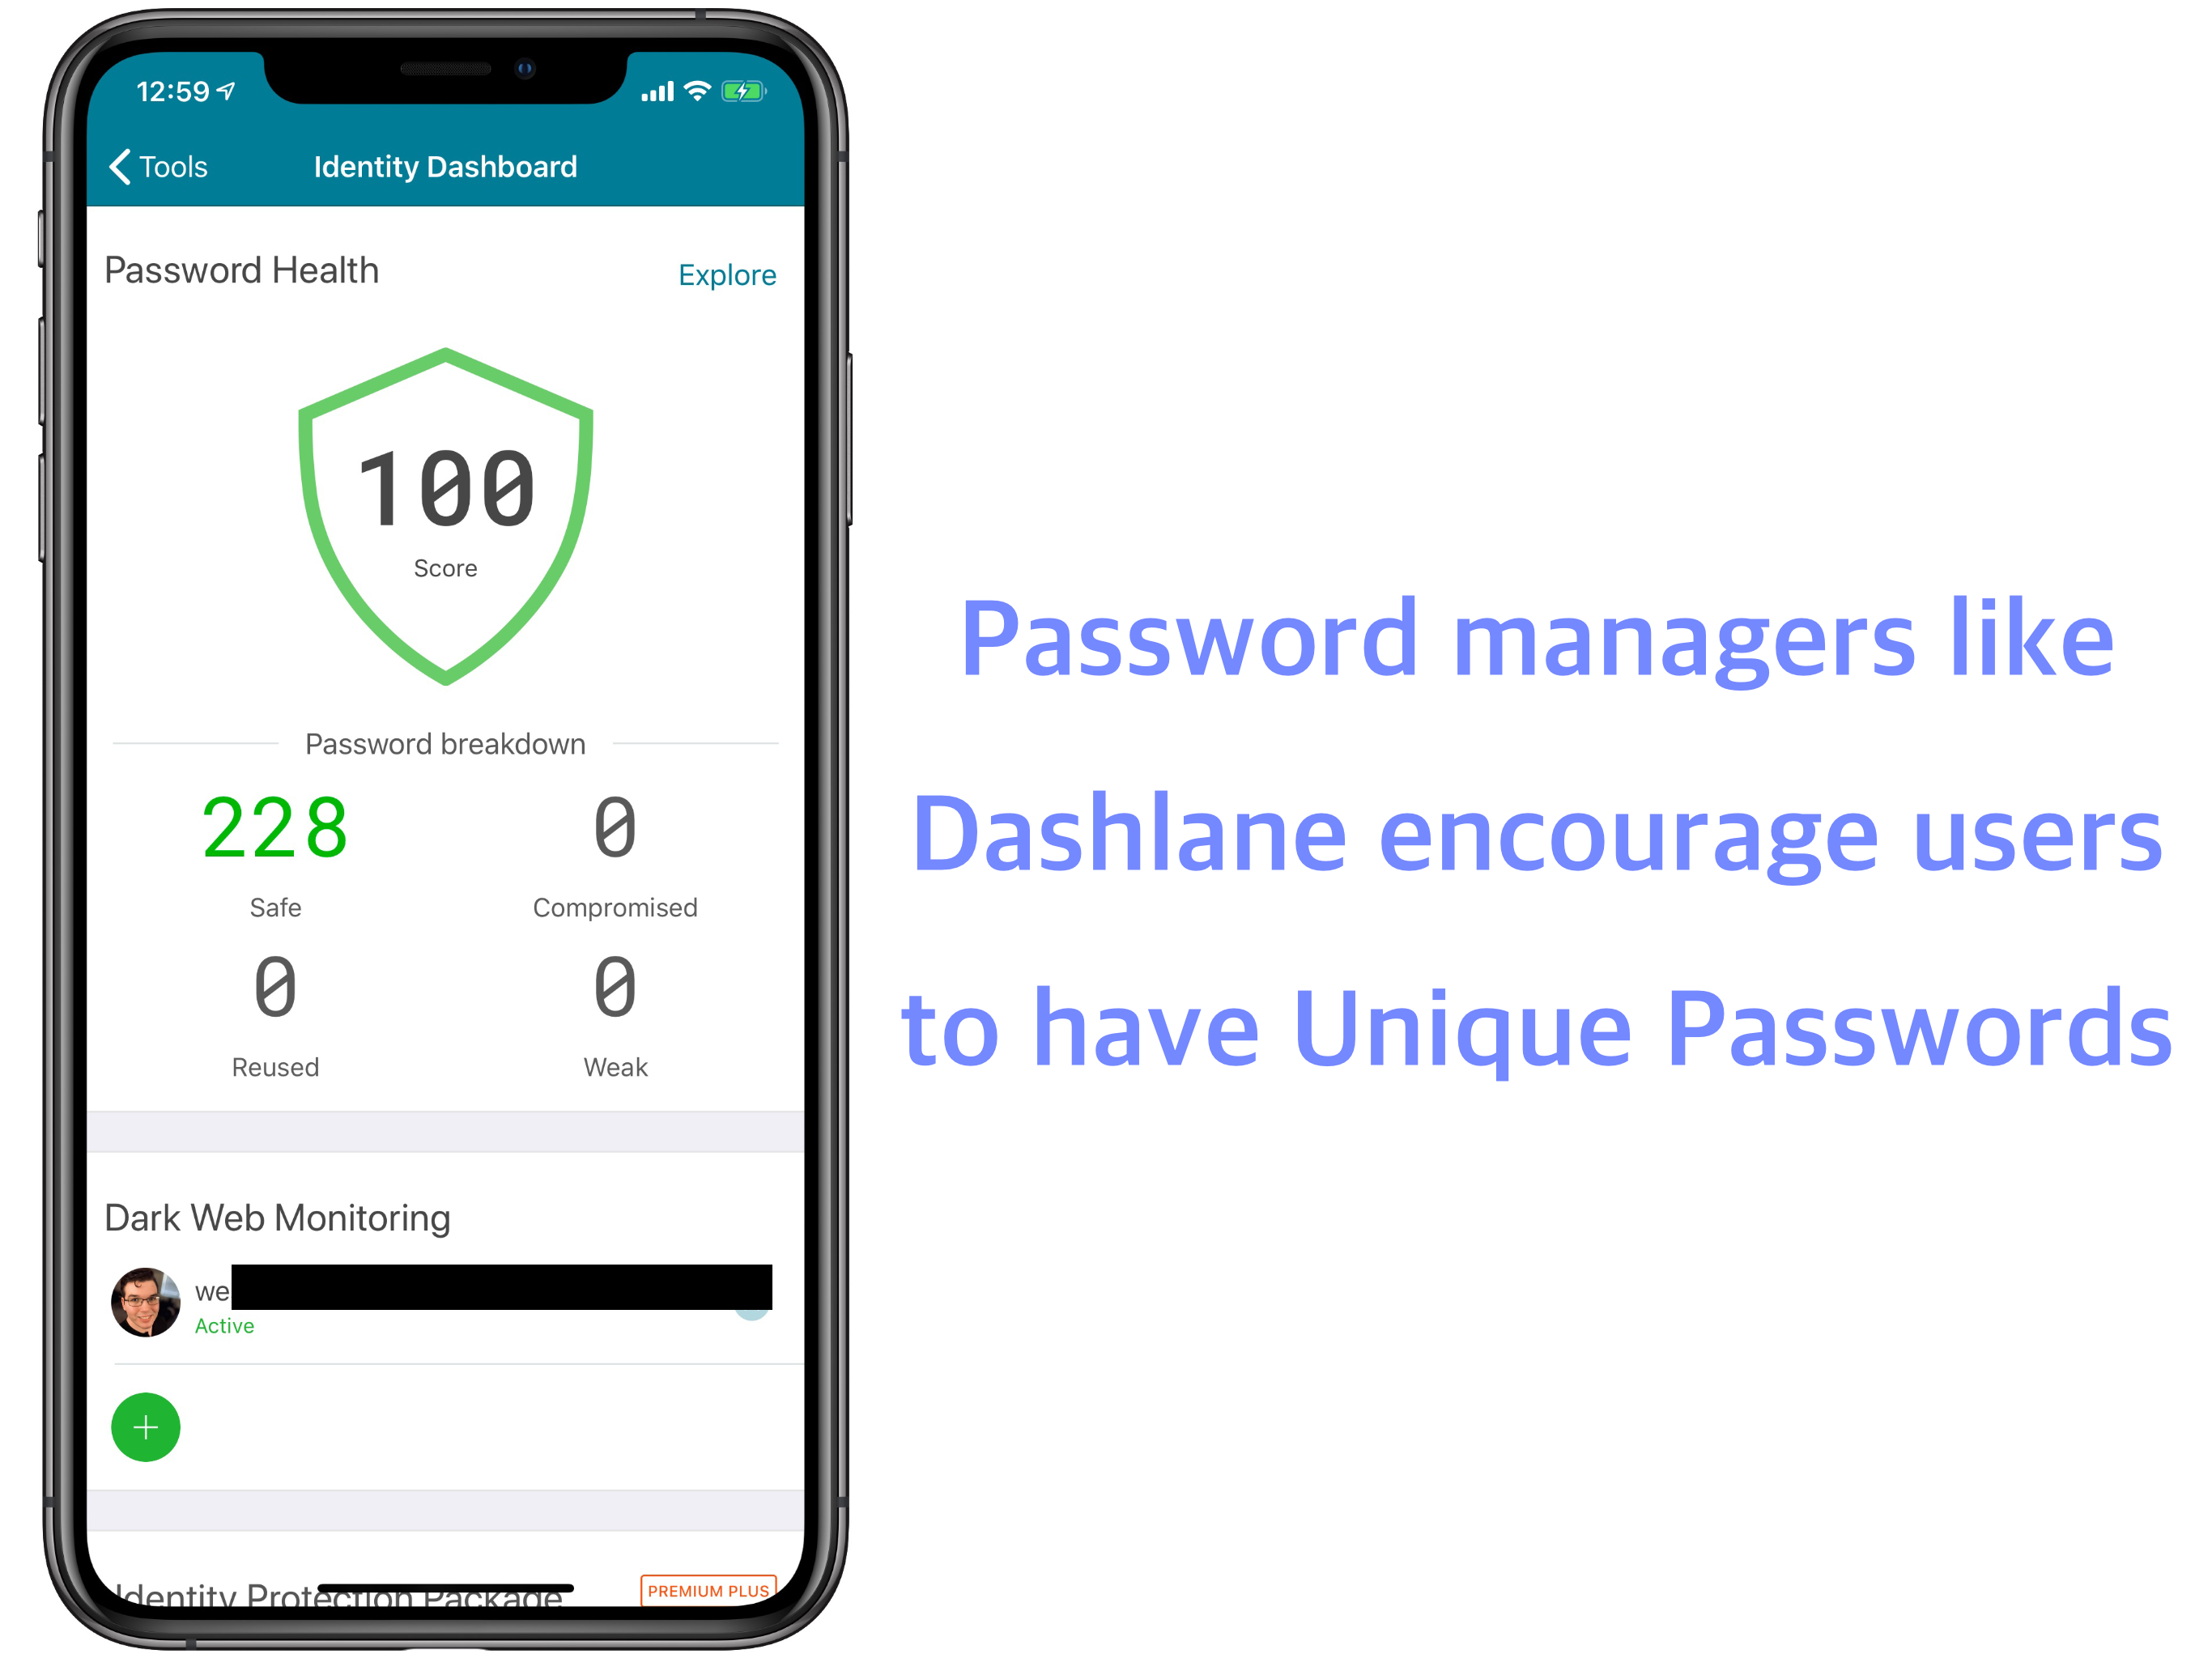 12:59
Tools
Identity Dashboard
Password Health
Explore
100
Score
Password breakdown
228
0
Safe
Compromised
0
0
Reused
Weak
Dark Web Monitoring
we
Active
Identity Protection Package
PREMIUM PLUS
Password managers like
Dashlane encourage users
to have Unique Passwords